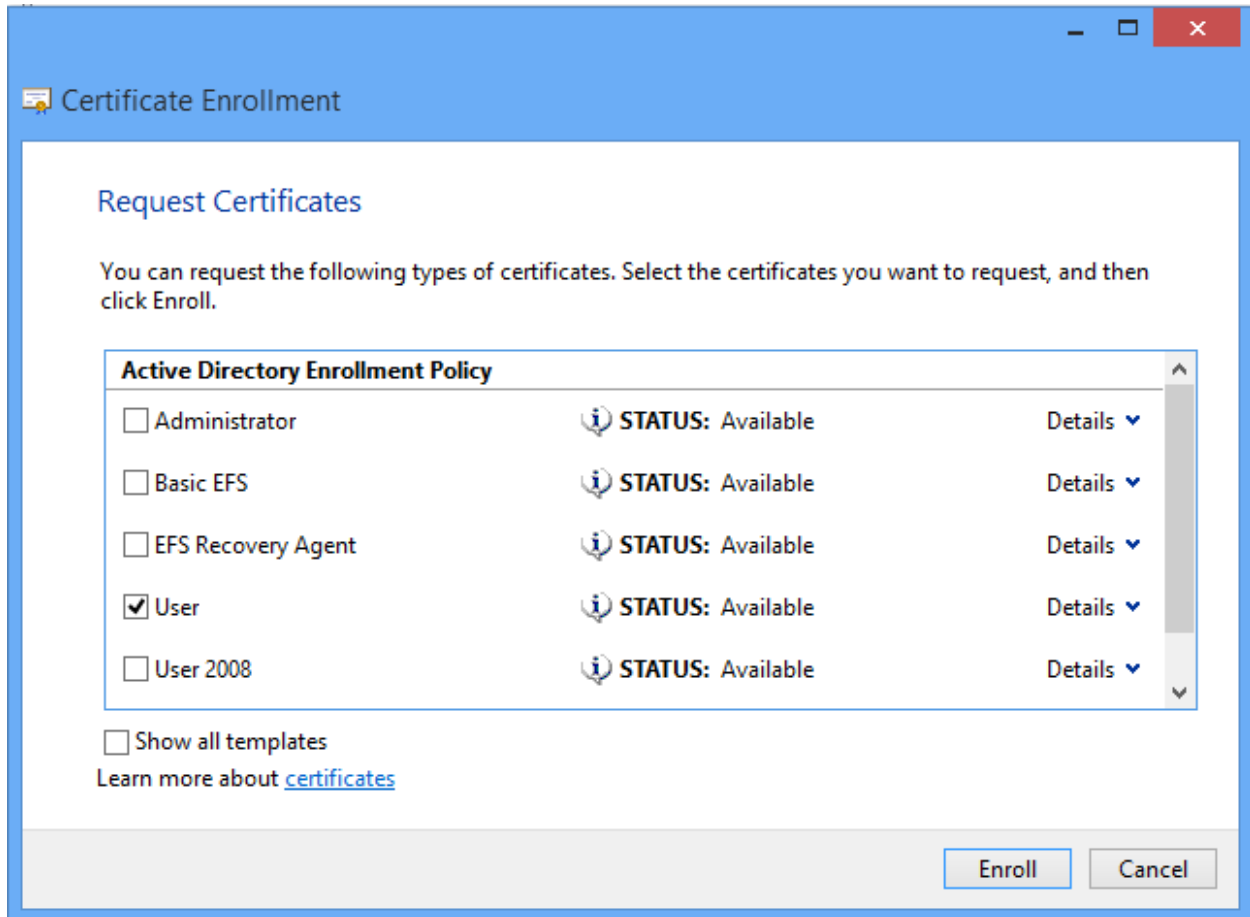 Certificate Enrollment
Request Certificates
You can request the following types of certificates. Select the certificates you want to request, and then
click Enroll.
Active Directory Enrollment Policy
Administrator STATUS: Available Details
Basic EFS STATUS: Available Details
EFS Recovery Agent STATUS: Available Details
User STATUS: Available Details
User 2008 STATUS: Available Details
Show all templates
Learn more about certificates
Enroll Cancel